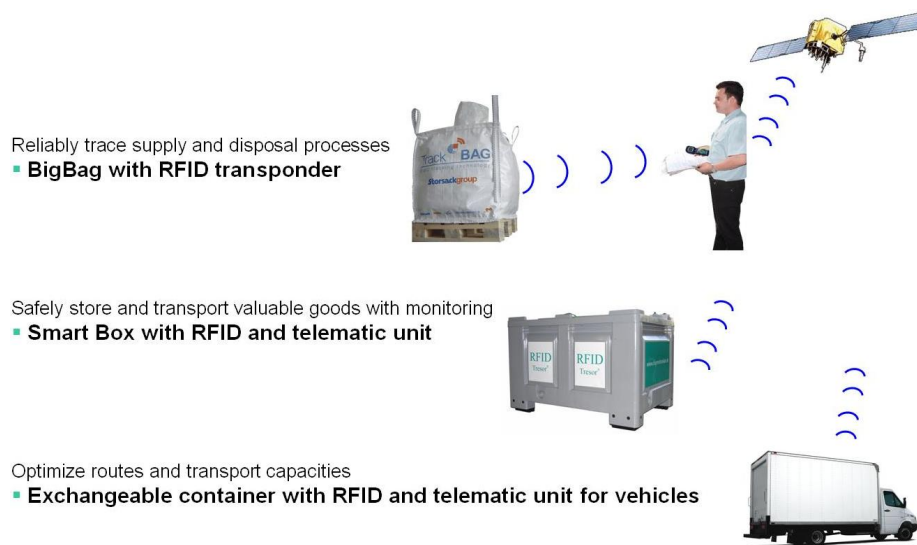 Reliably trace supply and disposal processes
▪ BigBag with RFID transponder
Track BAG
Storsackgroup
Safely store and transport valuable goods with monitoring
▪ Smart Box with RFID and telematic unit
RFID
Tresor
RFID
Tresor
Optimize routes and transport capacities
▪ Exchangeable container with RFID and telematic unit for vehicles